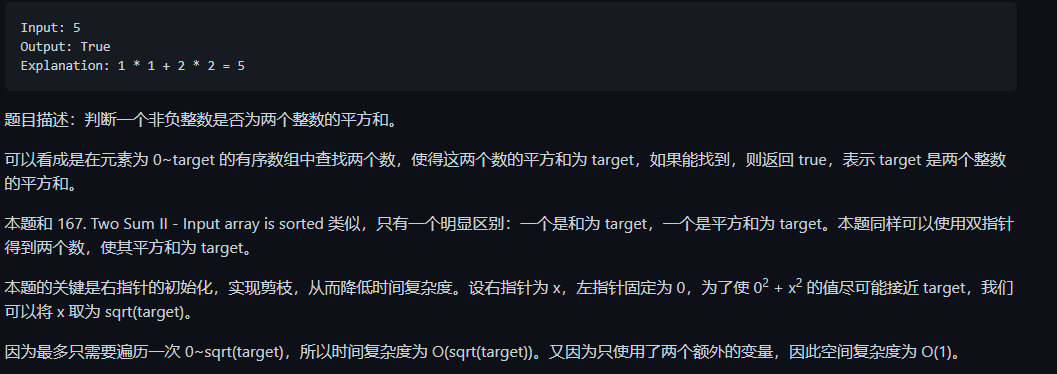 Input: 5
Output: True
Explanation: 1 * 1 + 2 * 2 = 5
题目描述：判断一个非负整数是否为两个整数的平方和。
可以看成是在元素为 0~target 的有序数组中查找两个数，使得这两个数的平方和为 target，如果能找到，则返回 true，表示 target 是两个整数
的平方和。
本题和 167. Two Sum II - Input array is sorted 类似，只有一个明显区别：一个是和为 target，一个是平方和为 target。本题同样可以使用双指针
得到两个数，使其平方和为 target。
本题的关键是右指针的初始化，实现剪枝，从而降低时间复杂度。设右指针为 x，左指针固定为 0，为了使 0² + x² 的值尽可能接近 target，我们
可以将 x 取为 sqrt(target)。
因为最多只需要遍历一次 0~sqrt(target)，所以时间复杂度为 O(sqrt(target))。又因为只使用了两个额外的变量，因此空间复杂度为 O(1)。